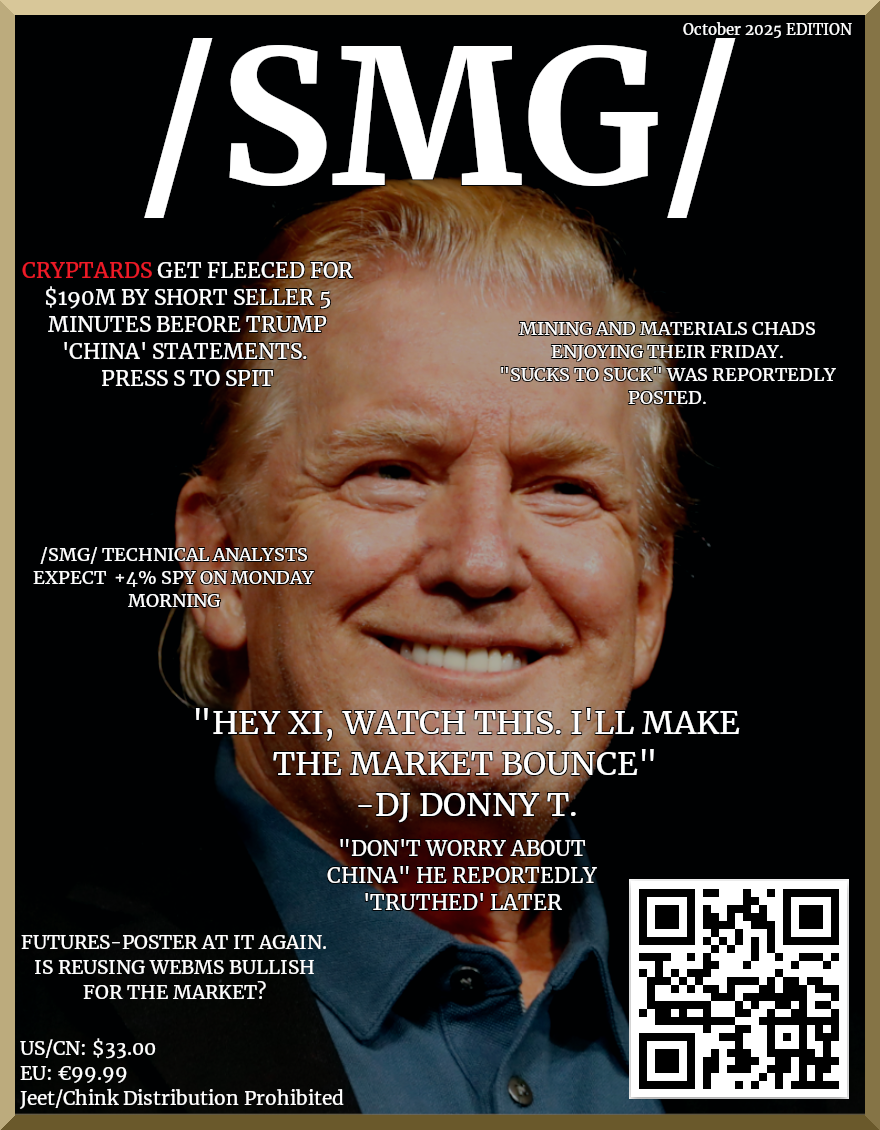 October 2025 EDITION
/SMG/
CRYPTARDS GET FLEECED FOR
$190M BY SHORT SELLER 5
MINUTES BEFORE TRUMP
'CHINA' STATEMENTS.
PRESS S TO SPIT
MINING AND MATERIALS CHADS
ENJOYING THEIR FRIDAY.
"SUCKS TO SUCK" WAS REPORTEDLY
POSTED.
/SMG/ TECHNICAL ANALYSTS
EXPECT +4% SPY ON MONDAY
MORNING
"HEY XI, WATCH THIS. I'LL MAKE
THE MARKET BOUNCE"
-DJ DONNY T.
"DON'T WORRY ABOUT
CHINA" HE REPORTEDLY
'TRUTHED' LATER
FUTURES-POSTER AT IT AGAIN.
IS REUSING WEBMS BULLISH
FOR THE MARKET?
US/CN: $33.00
EU: €99.99
Jeet/Chink Distribution Prohibited